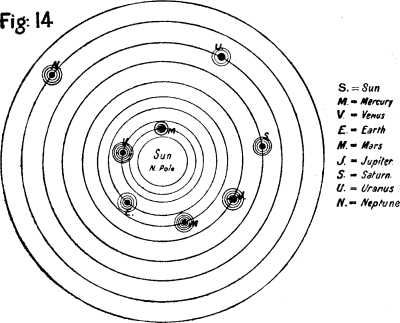 Fig: 14
U.
N.
M.
S.
V.
Sun
N. Pole
J.
E.
M
S. = Sun
M. = Mercury
V = Venus
E. = Earth
M. = Mars
J. = Jupiter.
S. = Saturn.
U. = Uranus
N. = Neptune